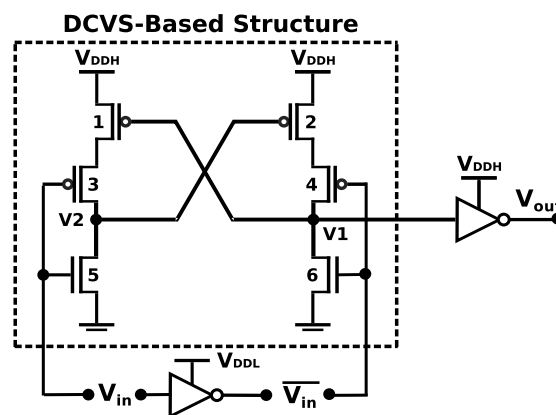 DCVS-Based Structure
VDDH VDDH
1 2
3 4
VDDH
V2 V1
Vout
5 6
VDDL
Vin Vin